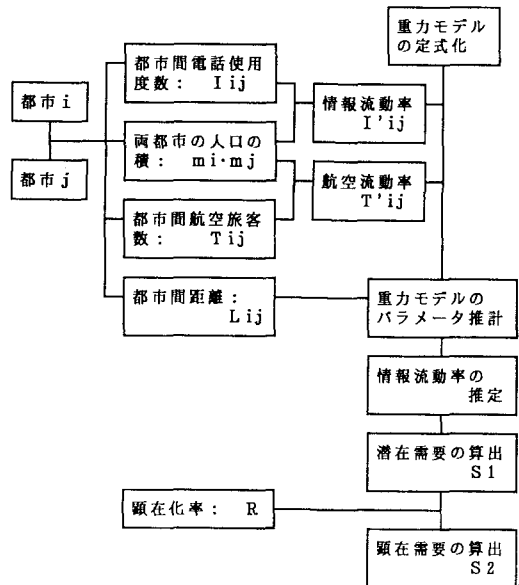 重力モデル
の定式化
都市間電話使用
度数： Iij
都市i
都市j
両都市の人口の
積： mi・mj
情報流動率
I'ij
航空流動率
T'ij
都市間航空旅客
数： Tij
都市間距離：
Lij
重力モデルの
パラメータ推計
情報流動率の
推定
潜在需要の算出
S1
顕在化率： R
顕在需要の算出
S2